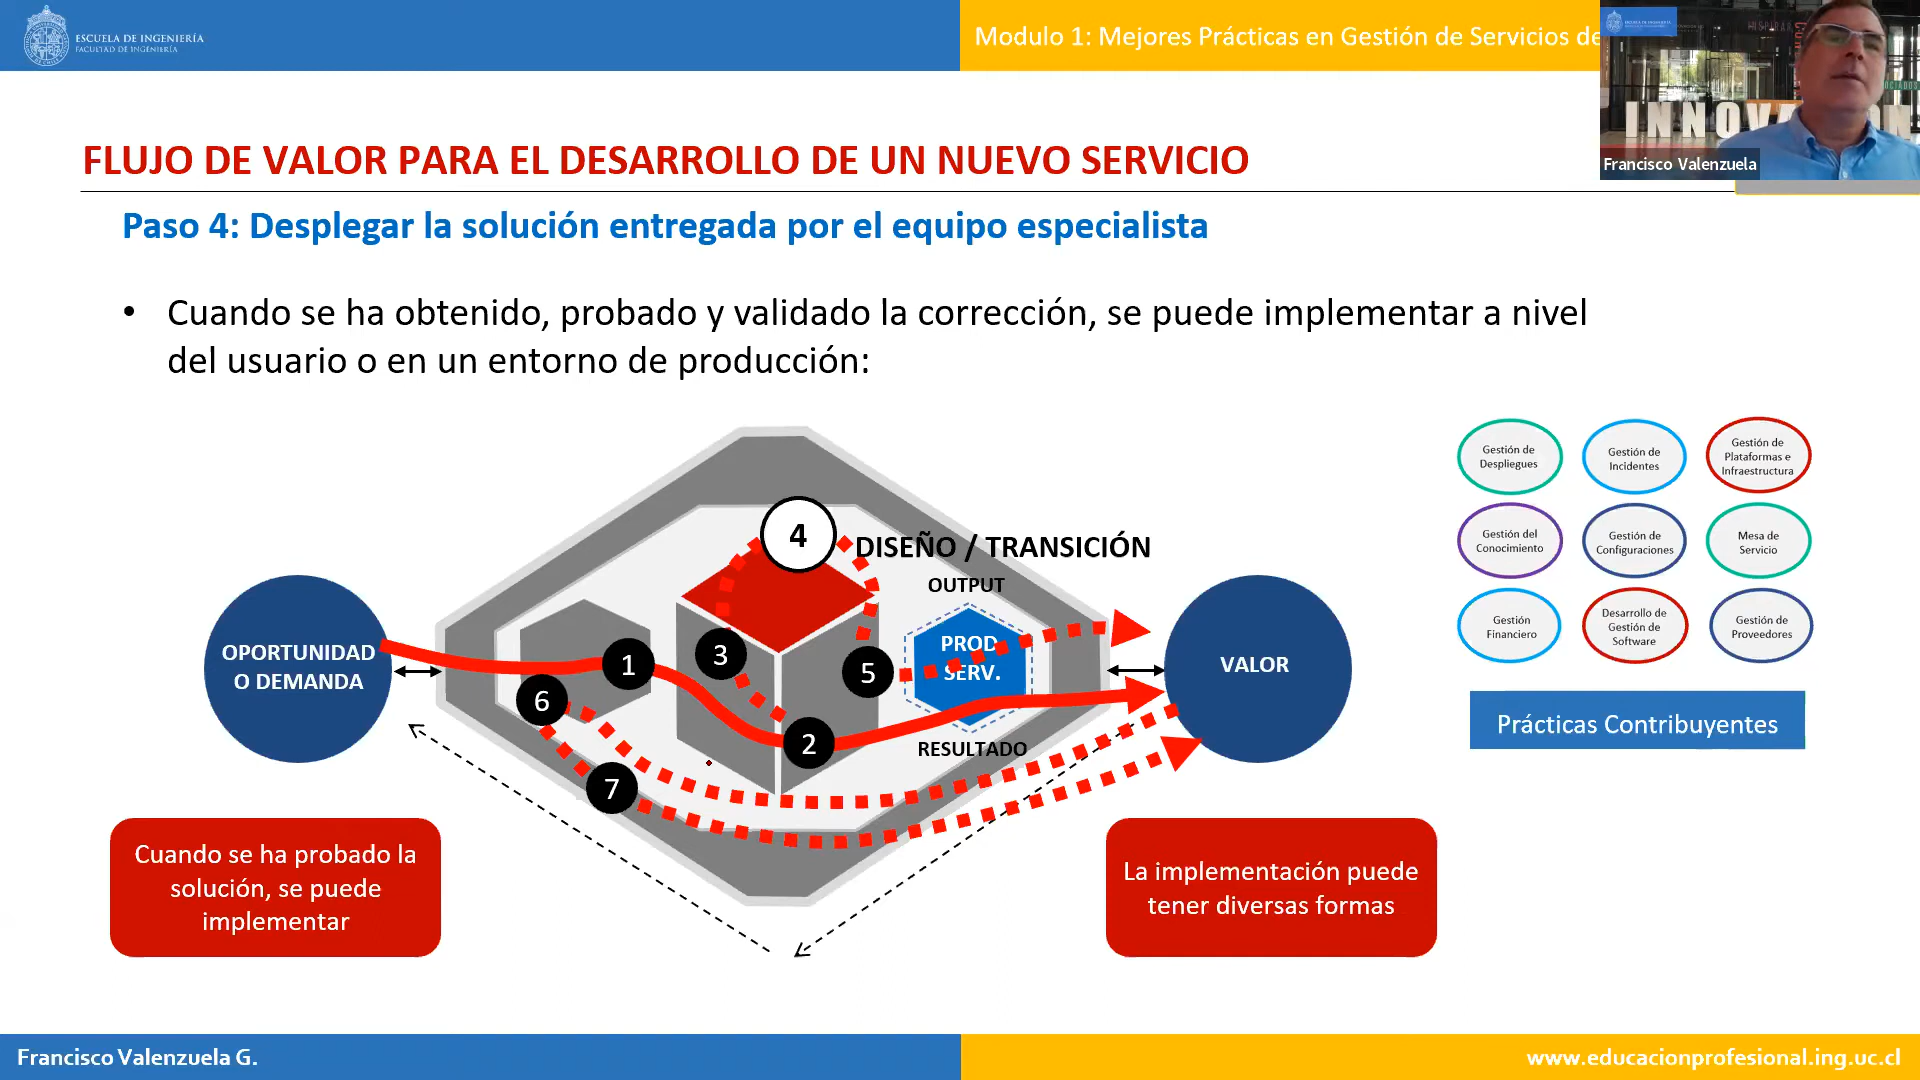 ESCUELA DE INGENIERÍA
FACULTAD DE INGENIERÍA
Modulo 1: Mejores Prácticas en Gestión de Servicios de
INNOVA ON
Francisco Valenzuela
FLUJO DE VALOR PARA EL DESARROLLO DE UN NUEVO SERVICIO
Paso 4: Desplegar la solución entregada por el equipo especialista
• Cuando se ha obtenido, probado y validado la corrección, se puede implementar a nivel
del usuario o en un entorno de producción:
4
DISEÑO / TRANSICIÓN
OUTPUT
OPORTUNIDAD
O DEMANDA
1
2
3
5
6
7
PROD.
SERV.
RESULTADO
VALOR
Gestión de
Despliegues
Gestión de
Incidentes
Gestión de
Plataformas e
Infraestructura
Gestión del
Conocimiento
Gestión de
Configuraciones
Mesa de
Servicio
Gestión
Financiero
Desarrollo de
Gestión de
Software
Gestión de
Proveedores
Prácticas Contribuyentes
Cuando se ha probado la
solución, se puede
implementar
La implementación puede
tener diversas formas
Francisco Valenzuela G.
www.educacionprofesional.ing.uc.cl